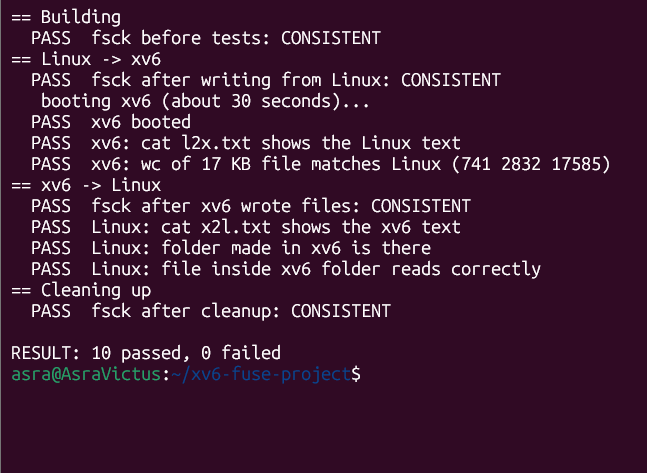 == Building
  PASS  fsck before tests: CONSISTENT
== Linux -> xv6
  PASS  fsck after writing from Linux: CONSISTENT
   booting xv6 (about 30 seconds)...
  PASS  xv6 booted
  PASS  xv6: cat l2x.txt shows the Linux text
  PASS  xv6: wc of 17 KB file matches Linux (741 2832 17585)
== xv6 -> Linux
  PASS  fsck after xv6 wrote files: CONSISTENT
  PASS  Linux: cat x2l.txt shows the xv6 text
  PASS  Linux: folder made in xv6 is there
  PASS  Linux: file inside xv6 folder reads correctly
== Cleaning up
  PASS  fsck after cleanup: CONSISTENT

RESULT: 10 passed, 0 failed
asra@AsraVictus:~/xv6-fuse-project$